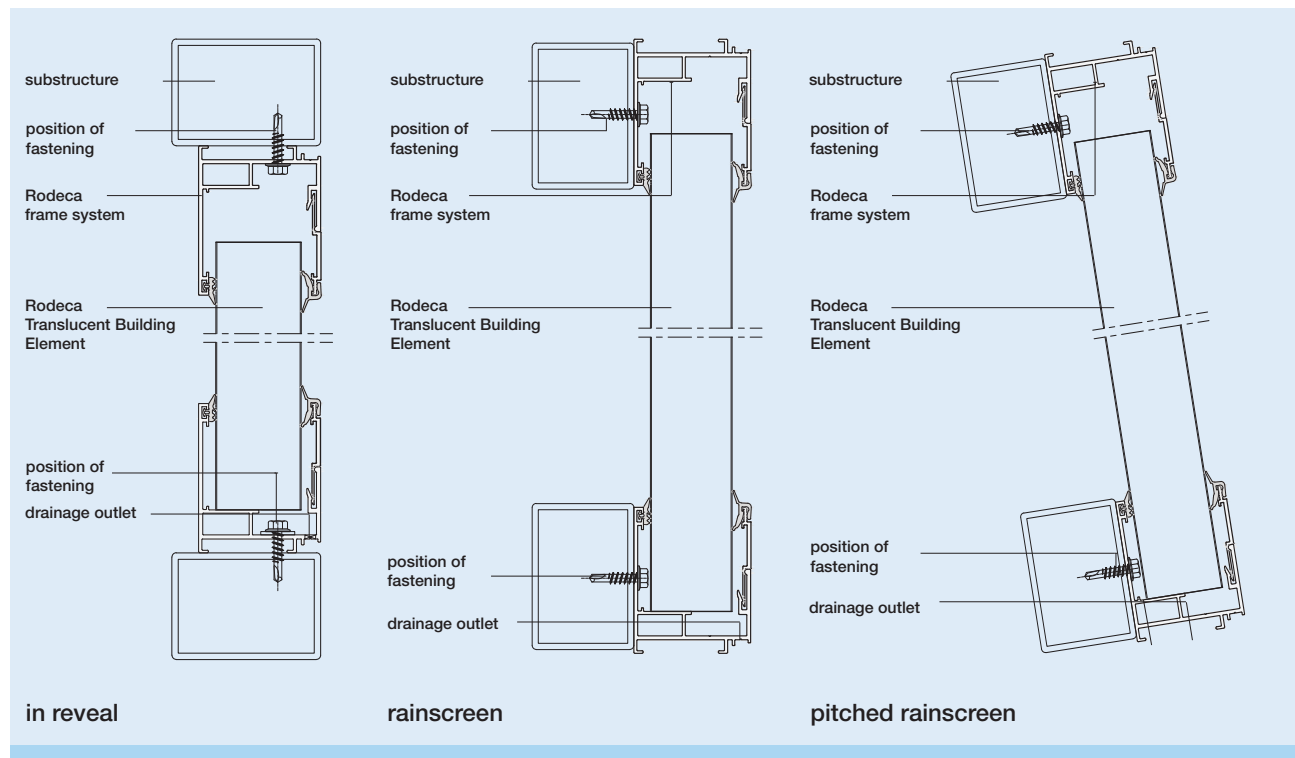 substructure
position of
fastening
Rodeca
frame system
Rodeca
Translucent Building
Element
position of
fastening
drainage outlet
in reveal
substructure
position of
fastening
Rodeca
frame system
Rodeca
Translucent Building
Element
position of
fastening
drainage outlet
rainscreen
substructure
position of
fastening
Rodeca
frame system
Rodeca
Translucent Building
Element
position of
fastening
drainage outlet
pitched rainscreen